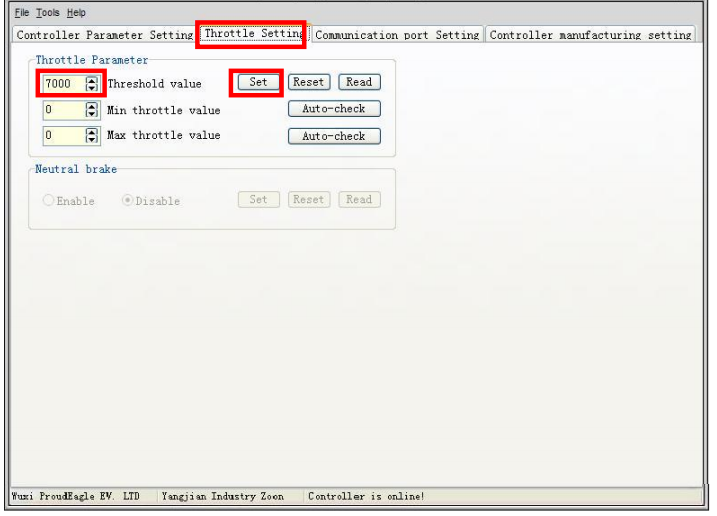 File Tools Help
Controller Parameter Setting Throttle Setting Communication port Setting Controller manufacturing setting
Throttle Parameter
7000 Threshold value Set Reset Read
0 Min throttle value Auto-check
0 Max throttle value Auto-check
Neutral brake
Enable Disable Set Reset Read
Wuxi ProudEagle EV. LTD Yangjian Industry Zoon Controller is online!